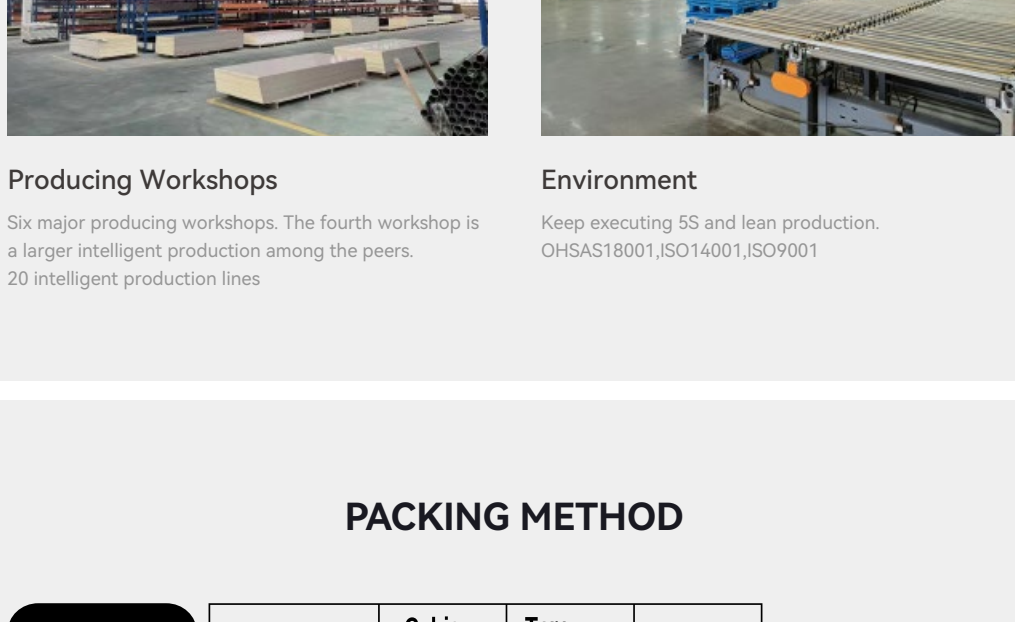 Producing Workshops
Six major producing workshops. The fourth workshop is
a larger intelligent production among the peers.
20 intelligent production lines
Environment
Keep executing 5S and lean production.
OHSAS18001,ISO14001,ISO9001
PACKING METHOD